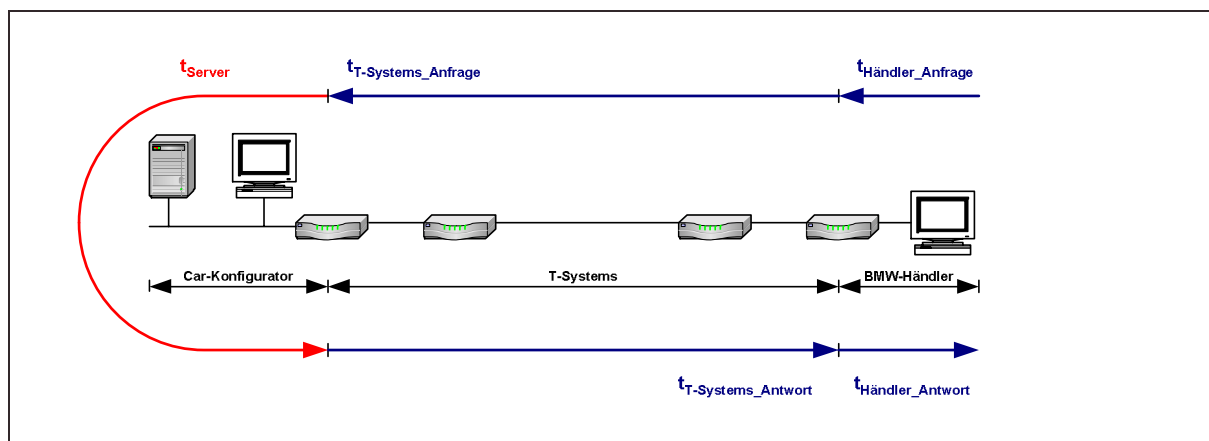 tServer
tT-Systems_Anfrage
tHändler_Anfrage
Car-Konfigurator
T-Systems
BMW-Händler
tT-Systems_Antwort
tHändler_Antwort